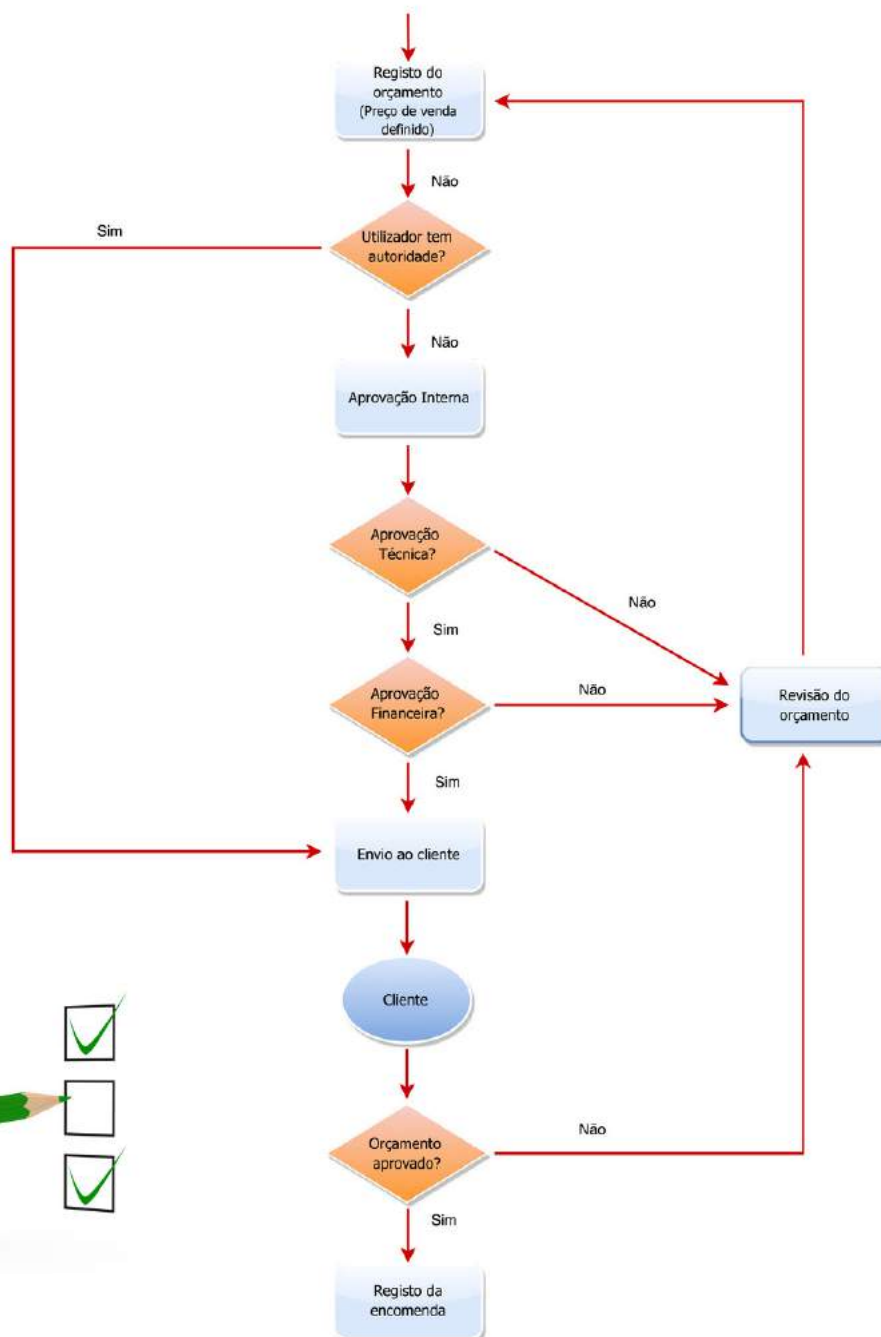 Registo do
orçamento
(Preço de venda
definido)
Não
Sim
Utilizador tem
autoridade?
Não
Aprovação Interna
Aprovação
Técnica?
Não
Sim
Aprovação
Financeira?
Não
Revisão do
orçamento
Sim
Envio ao cliente
Cliente
Orçamento
aprovado?
Não
Sim
Registo da
encomenda